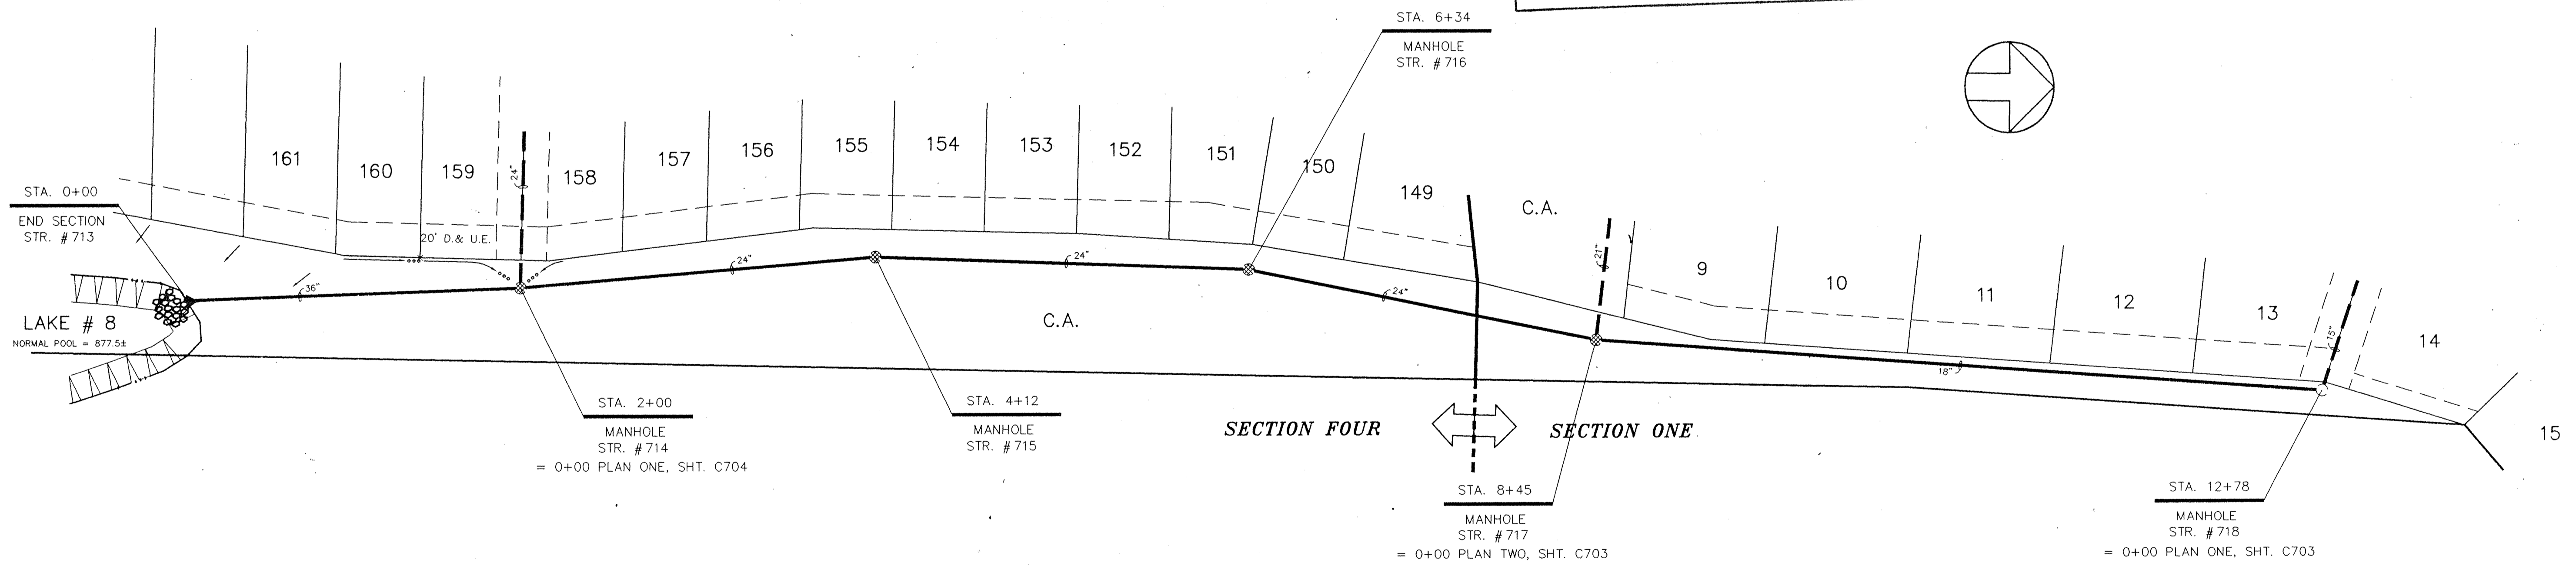 STA. 6+34
MANHOLE
STR. #716
161
160
159
24"
158
157
156
155
154
153
152
151
150
149
C.A.
STA. 0+00
END SECTION
STR. #713
20' D.& U.E.
36"
24"
24"
24"
21"
9
10
11
12
13
15"
14
LAKE # 8
NORMAL POOL = 877.5±
C.A.
18"
STA. 2+00
MANHOLE
STR. #714
= 0+00 PLAN ONE, SHT. C704
STA. 4+12
MANHOLE
STR. #715
SECTION FOUR
SECTION ONE
15
STA. 8+45
MANHOLE
STR. #717
= 0+00 PLAN TWO, SHT. C703
STA. 12+78
MANHOLE
STR. #718
= 0+00 PLAN ONE, SHT. C703